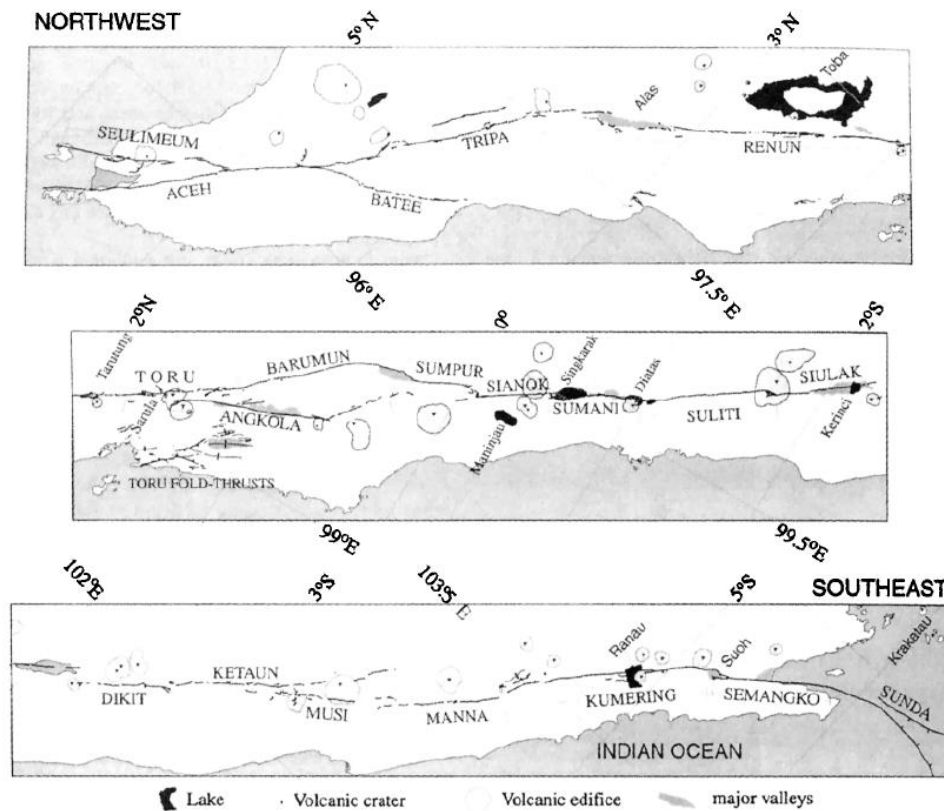 NORTHWEST
5° N
3° N
Toba
Alas
SEULIMEUM
TRIPA
RENUN
ACEH
BATEE
96° E
97.5° E
2°N
0°
2°S
Tarutung
TORU
BARUMUN
SUMPUR
SIANOK
Singkarak
Diatas
SIULAK
Sarula
ANGKOLA
Maninjau
SUMANI
SULITI
Kerinci
TORU FOLD-THRUSTS
99°E
99.5°E
102°E
3°S
103.5° E
5°S
SOUTHEAST
Ranau
Suoh
Krakatau
KETAUN
DIKIT
MUSI
MANNA
KUMERING
SEMANGKO
SUNDA
INDIAN OCEAN
Lake
Volcanic crater
Volcanic edifice
major valleys